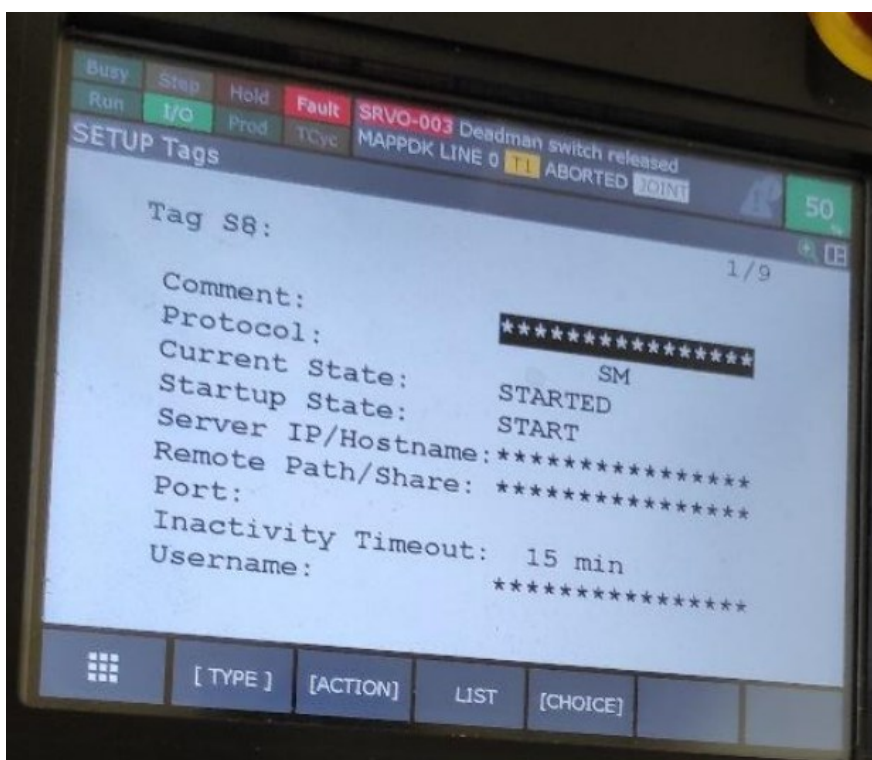 Busy Step Hold Fault SRVO-003 Deadman switch released
Run I/O Prod TCyc MAPPDK LINE 0 T1 ABORTED JOINT
SETUP Tags
50
%
Tag S8:
1/9
Comment: ****************
Protocol: SM
Current State: STARTED
Startup State: START
Server IP/Hostname:****************
Remote Path/Share: ****************
Port:
Inactivity Timeout: 15 min
Username: ****************
[ TYPE ] [ACTION] LIST [CHOICE]